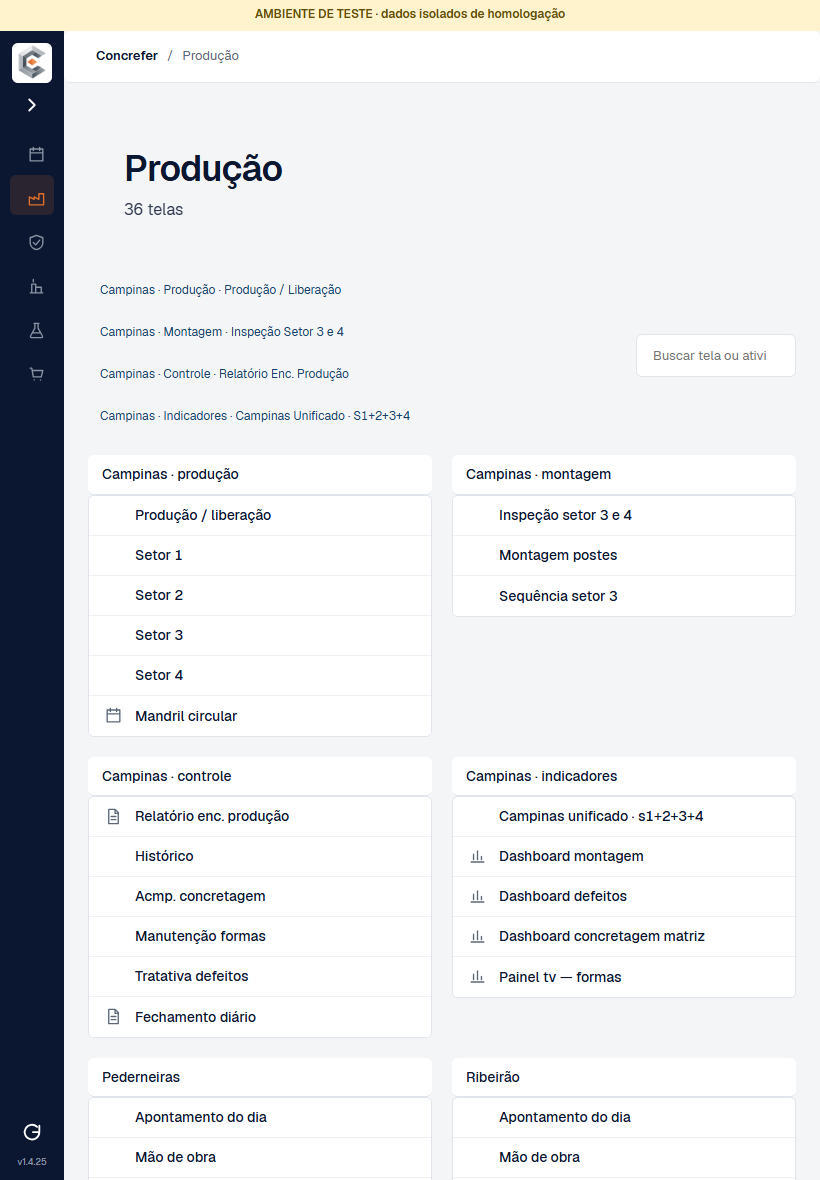 AMBIENTE DE TESTE · dados isolados de homologação
Concrefer / Produção
Produção
36 telas
Campinas · Produção · Produção / Liberação
Campinas · Montagem · Inspeção Setor 3 e 4
Campinas · Controle · Relatório Enc. Produção
Campinas · Indicadores · Campinas Unificado · S1+2+3+4
Buscar tela ou ativi
Campinas · produção
Produção / liberação
Setor 1
Setor 2
Setor 3
Setor 4
Mandril circular
Campinas · montagem
Inspeção setor 3 e 4
Montagem postes
Sequência setor 3
Campinas · controle
Relatório enc. produção
Histórico
Acmp. concretagem
Manutenção formas
Tratativa defeitos
Fechamento diário
Campinas · indicadores
Campinas unificado · s1+2+3+4
Dashboard montagem
Dashboard defeitos
Dashboard concretagem matriz
Painel tv — formas
Pederneiras
Apontamento do dia
Mão de obra
Ribeirão
Apontamento do dia
Mão de obra
v1.4.25